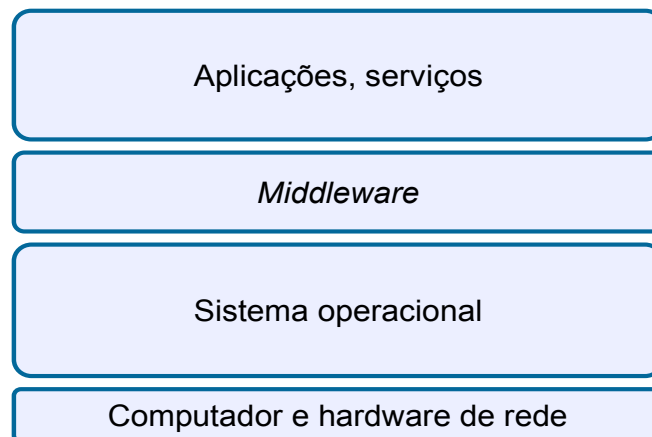 Aplicações, serviços
Middleware
Sistema operacional
Computador e hardware de rede